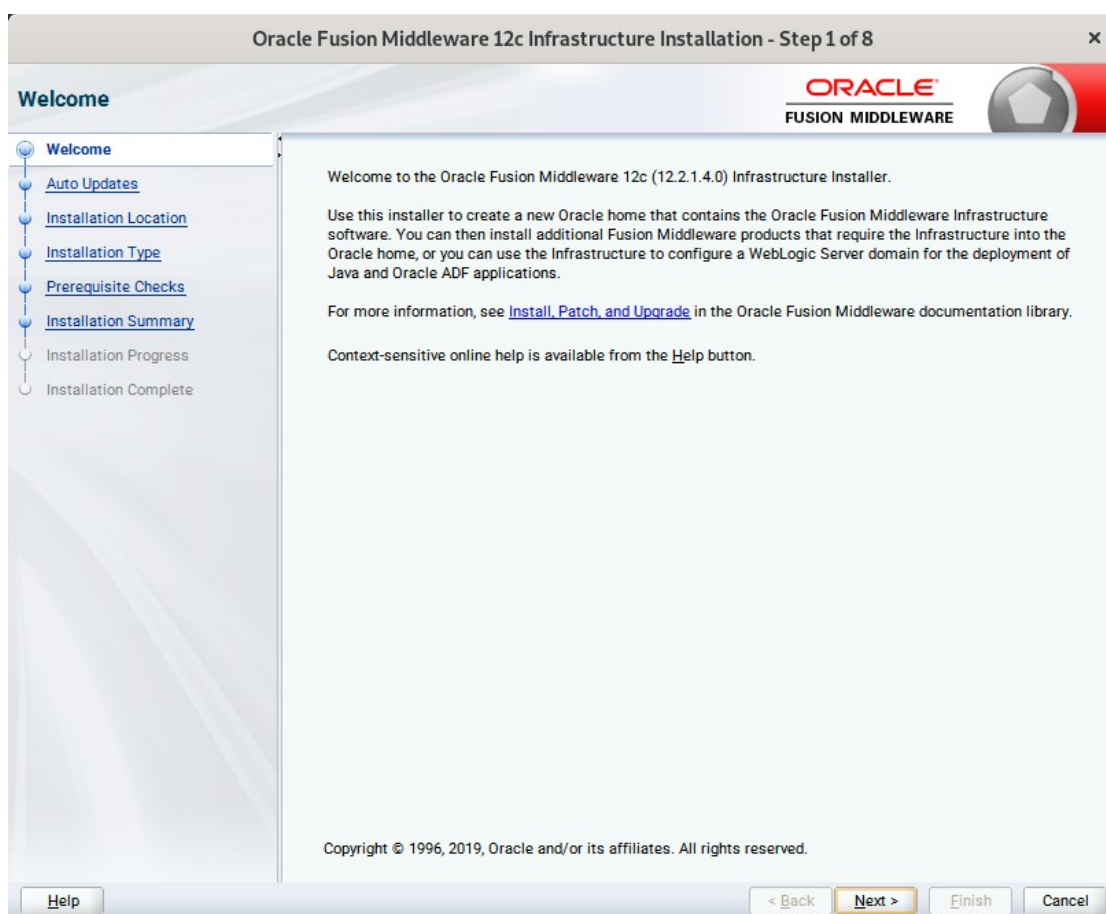 Oracle Fusion Middleware 12c Infrastructure Installation - Step 1 of 8
Welcome
ORACLE®
FUSION MIDDLEWARE
Welcome
Auto Updates
Installation Location
Installation Type
Prerequisite Checks
Installation Summary
Installation Progress
Installation Complete
Welcome to the Oracle Fusion Middleware 12c (12.2.1.4.0) Infrastructure Installer.
Use this installer to create a new Oracle home that contains the Oracle Fusion Middleware Infrastructure
software. You can then install additional Fusion Middleware products that require the Infrastructure into the
Oracle home, or you can use the Infrastructure to configure a WebLogic Server domain for the deployment of
Java and Oracle ADF applications.
For more information, see Install, Patch, and Upgrade in the Oracle Fusion Middleware documentation library.
Context-sensitive online help is available from the Help button.
Copyright © 1996, 2019, Oracle and/or its affiliates. All rights reserved.
Help
< Back
Next >
Finish
Cancel